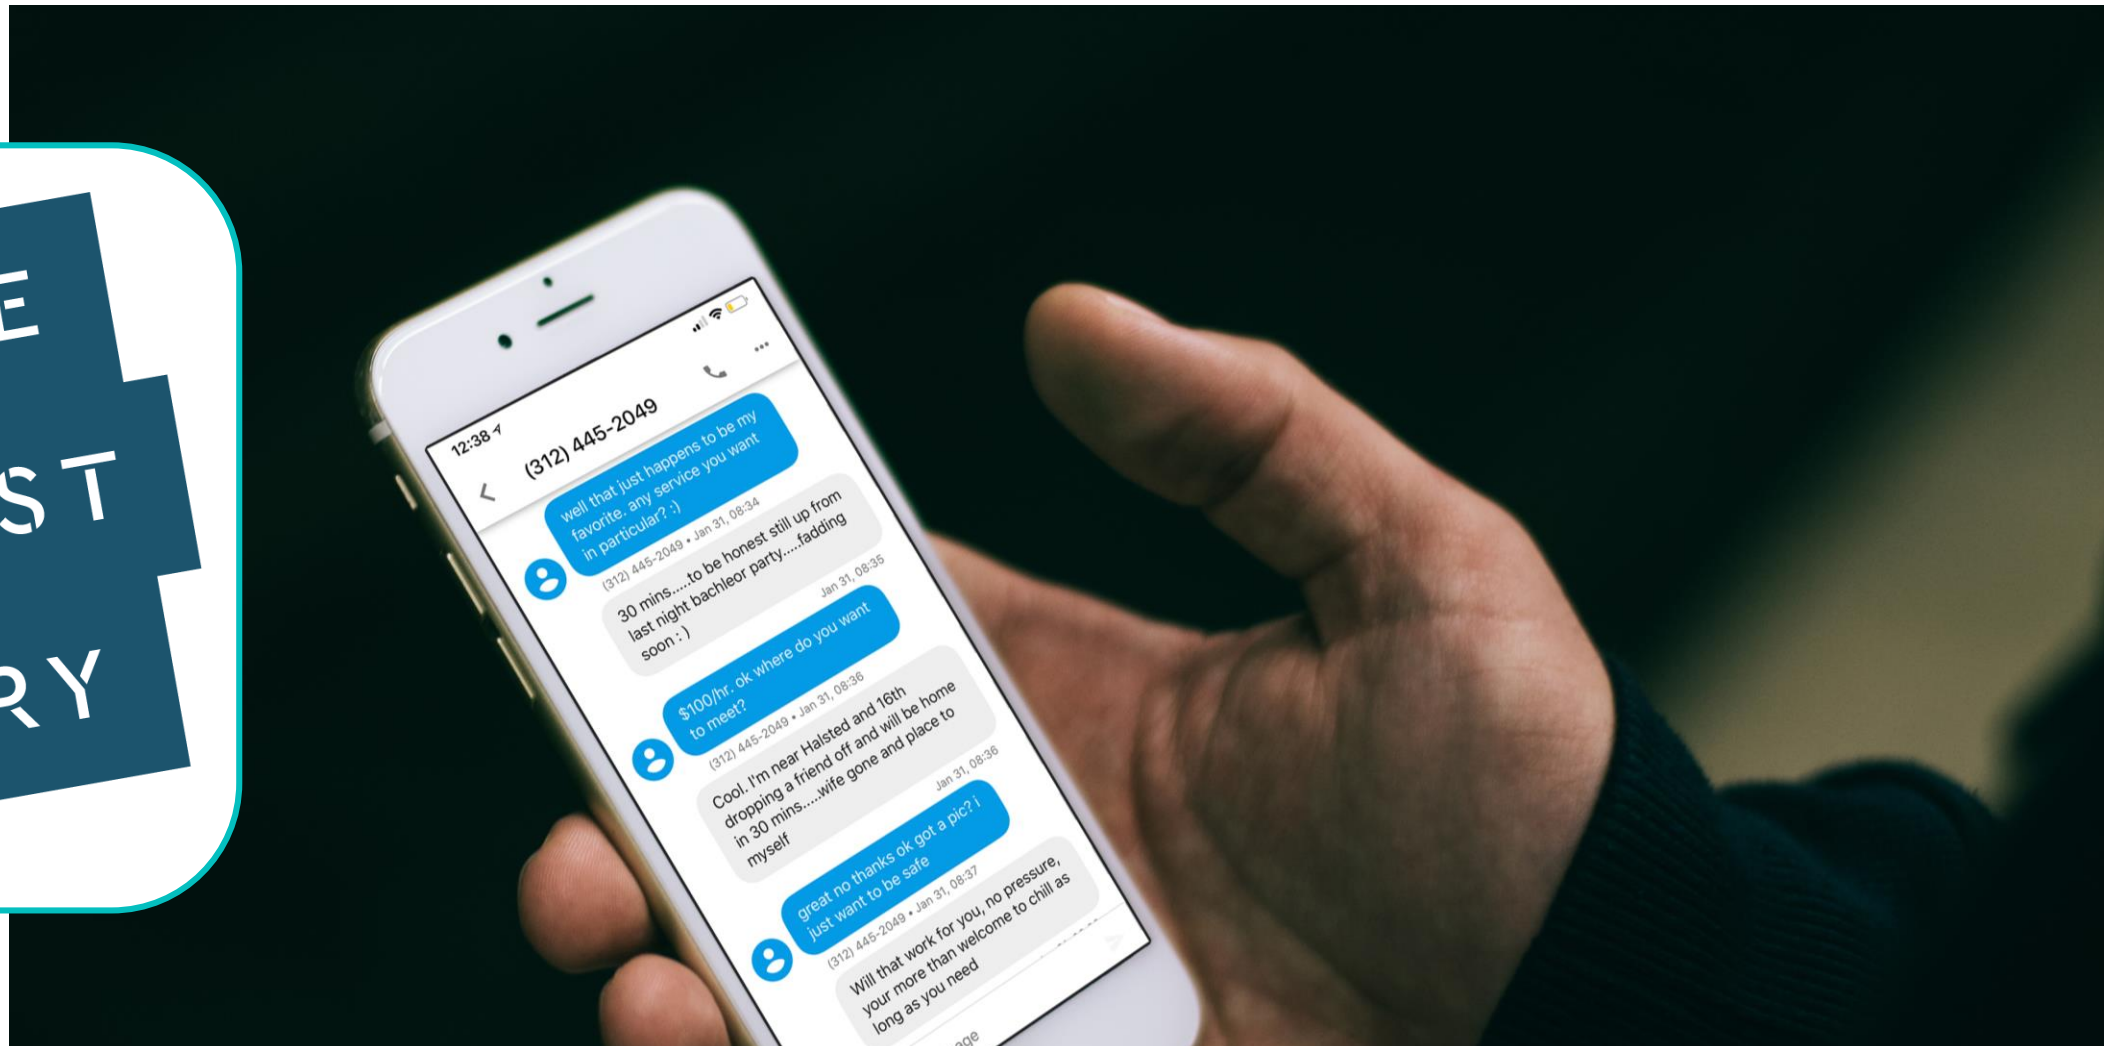 E
ST
RY
12:38
(312) 445-2049
well that just happens to be my
favorite. any service you want
in particular? :)
(312) 445-2049 • Jan 31, 08:34
30 mins.....to be honest still up from
last night bachleor party.....fadding
soon : )
Jan 31, 08:35
$100/hr. ok where do you want
to meet?
(312) 445-2049 • Jan 31, 08:36
Cool. I'm near Halsted and 16th
dropping a friend off and will be home
in 30 mins.....wife gone and place to
myself
Jan 31, 08:36
great no thanks ok got a pic? i
just want to be safe
(312) 445-2049 • Jan 31, 08:37
Will that work for you, no pressure,
your more than welcome to chill as
long as you need